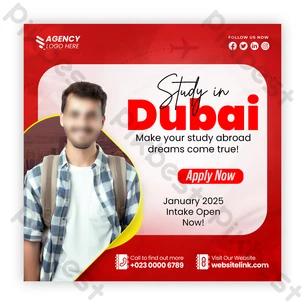 AGENCY
LOGO HERE
FOLLOW US NOW
Study in
Dubai
Make your study abroad
dreams come true!
Apply Now
January 2025
Intake Open
Now!
Call to find out more
+023 0000 6789
Visit Our Website
websitelink.com
pikbest